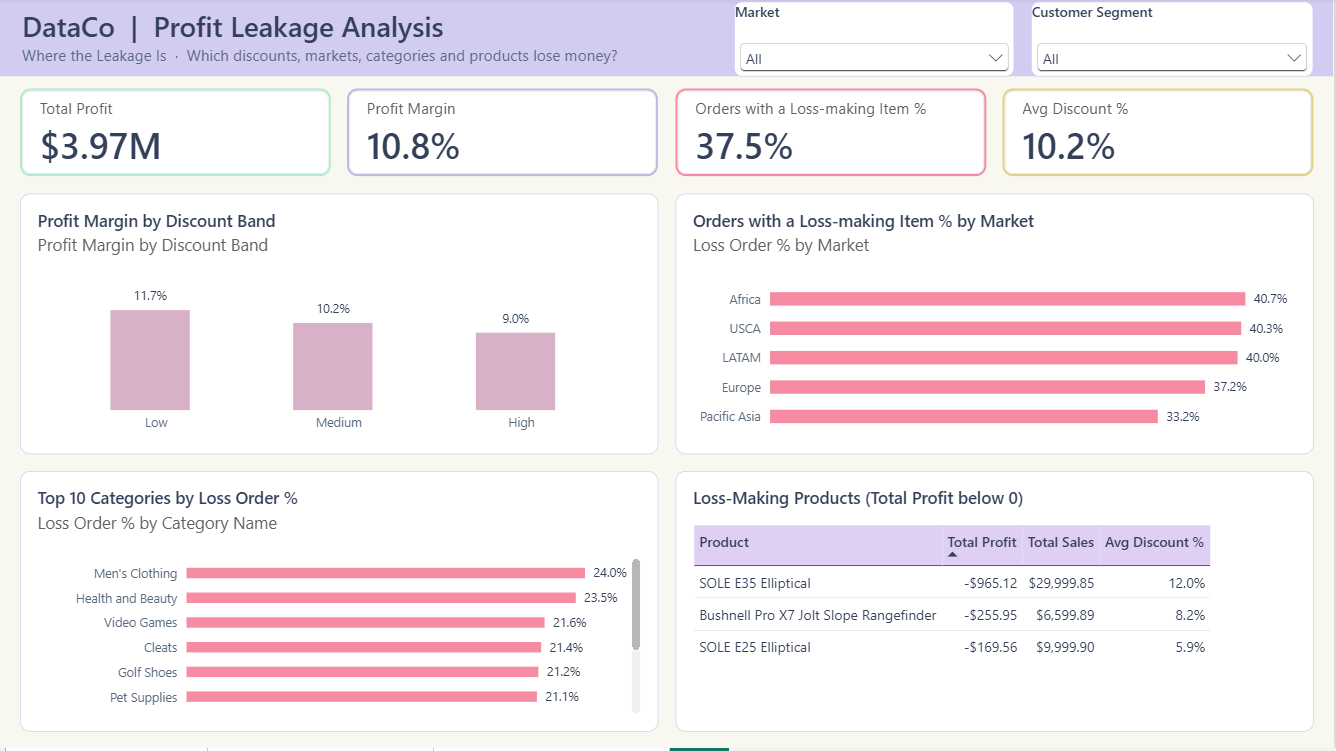 DataCo | Profit Leakage Analysis
Where the Leakage Is · Which discounts, markets, categories and products lose money?
Market
All
Customer Segment
All
Total Profit
$3.97M
Profit Margin
10.8%
Orders with a Loss-making Item %
37.5%
Avg Discount %
10.2%
Profit Margin by Discount Band
Profit Margin by Discount Band
11.7%
10.2%
9.0%
Low
Medium
High
Orders with a Loss-making Item % by Market
Loss Order % by Market
Africa 40.7%
USCA 40.3%
LATAM 40.0%
Europe 37.2%
Pacific Asia 33.2%
Top 10 Categories by Loss Order %
Loss Order % by Category Name
Men's Clothing 24.0%
Health and Beauty 23.5%
Video Games 21.6%
Cleats 21.4%
Golf Shoes 21.2%
Pet Supplies 21.1%
Loss-Making Products (Total Profit below 0)
Product Total Profit Total Sales Avg Discount %
SOLE E35 Elliptical -$965.12 $29,999.85 12.0%
Bushnell Pro X7 Jolt Slope Rangefinder -$255.95 $6,599.89 8.2%
SOLE E25 Elliptical -$169.56 $9,999.90 5.9%